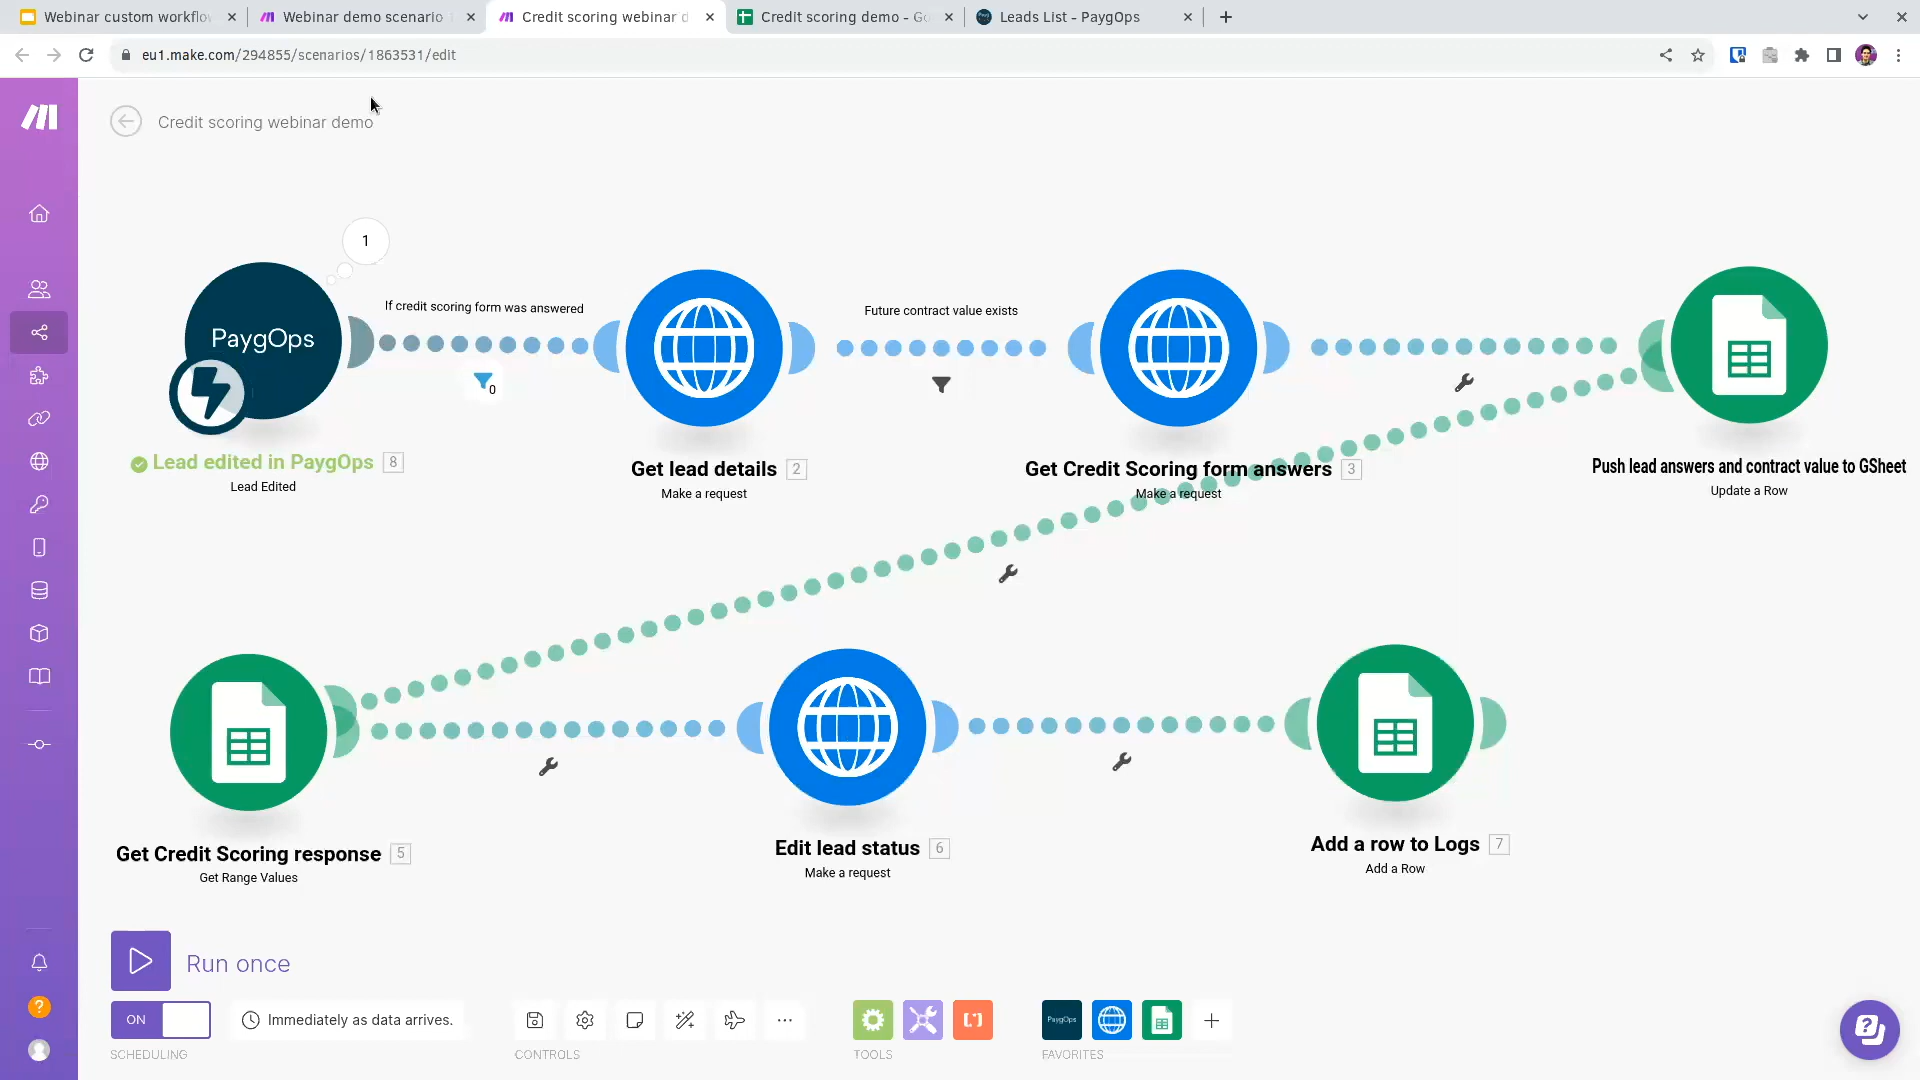 Webinar custom workflo
Webinar demo scenario
Credit scoring webinar d
Credit scoring demo - Go
Leads List - PaygOps
eu1.make.com/294855/scenarios/1863531/edit
Credit scoring webinar demo
1
If credit scoring form was answered
Future contract value exists
PaygOps
0
Lead edited in PaygOps 8
Lead Edited
Get lead details 2
Make a request
Get Credit Scoring form answers 3
Make a request
Push lead answers and contract value to GSheet
Update a Row
Get Credit Scoring response 5
Get Range Values
Edit lead status 6
Make a request
Add a row to Logs 7
Add a Row
Run once
ON
Immediately as data arrives.
PaygOps
SCHEDULING
CONTROLS
TOOLS
FAVORITES